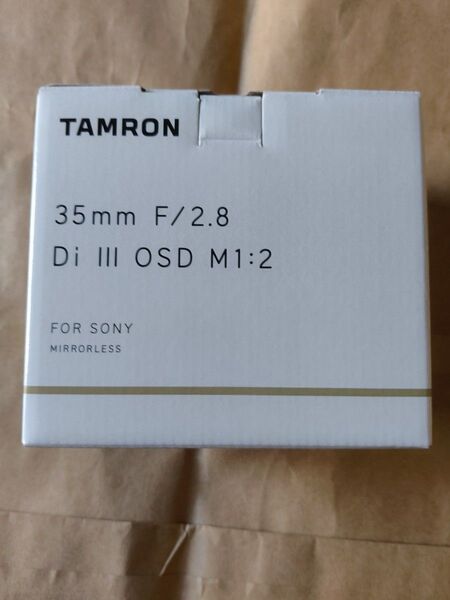 TAMRON
35mm F/2.8
Di III OSD M1:2
FOR SONY
MIRRORLESS